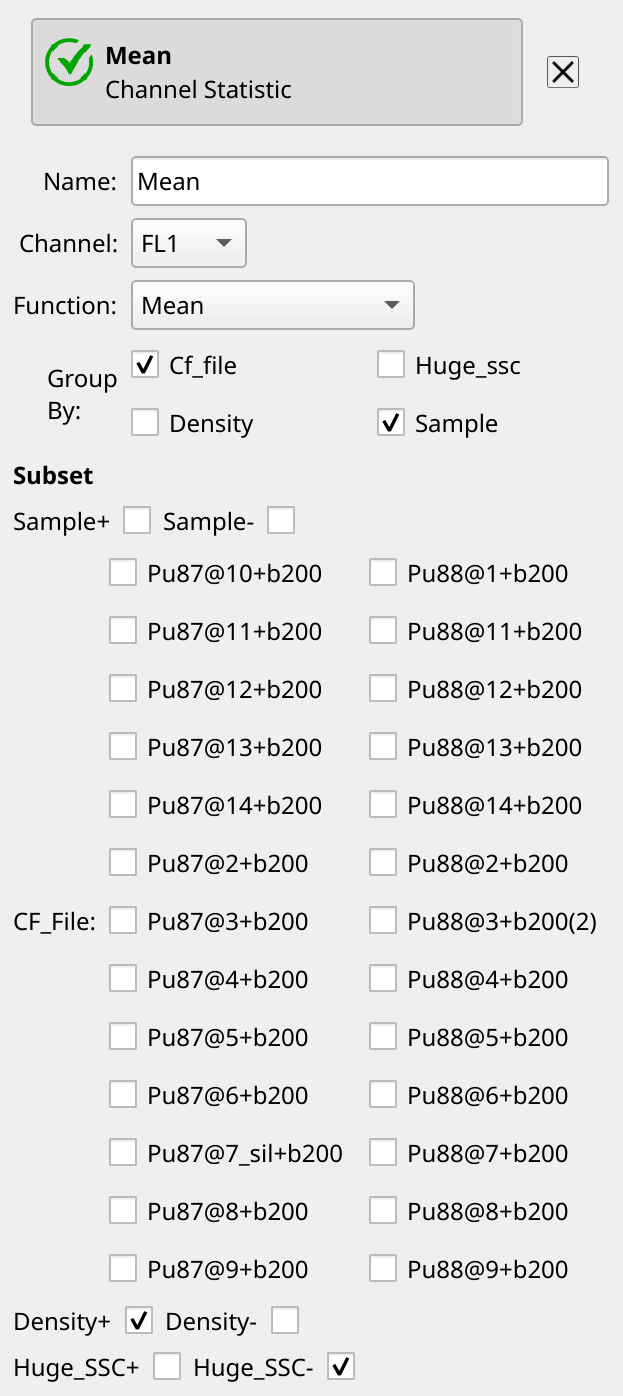 Mean
Channel Statistic
Name: Mean
Channel: FL1
Function: Mean
Group By: Cf_file Huge_ssc
Density Sample
Subset
Sample+ Sample-
Pu87@10+b200 Pu88@1+b200
Pu87@11+b200 Pu88@11+b200
Pu87@12+b200 Pu88@12+b200
Pu87@13+b200 Pu88@13+b200
Pu87@14+b200 Pu88@14+b200
Pu87@2+b200 Pu88@2+b200
CF_File: Pu87@3+b200 Pu88@3+b200(2)
Pu87@4+b200 Pu88@4+b200
Pu87@5+b200 Pu88@5+b200
Pu87@6+b200 Pu88@6+b200
Pu87@7_sil+b200 Pu88@7+b200
Pu87@8+b200 Pu88@8+b200
Pu87@9+b200 Pu88@9+b200
Density+ Density-
Huge_SSC+ Huge_SSC-